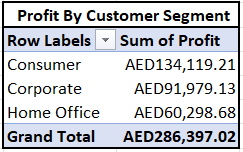 Profit By Customer Segment
Row Labels Sum of Profit
Consumer AED134,119.21
Corporate AED91,979.13
Home Office AED60,298.68
Grand Total AED286,397.02